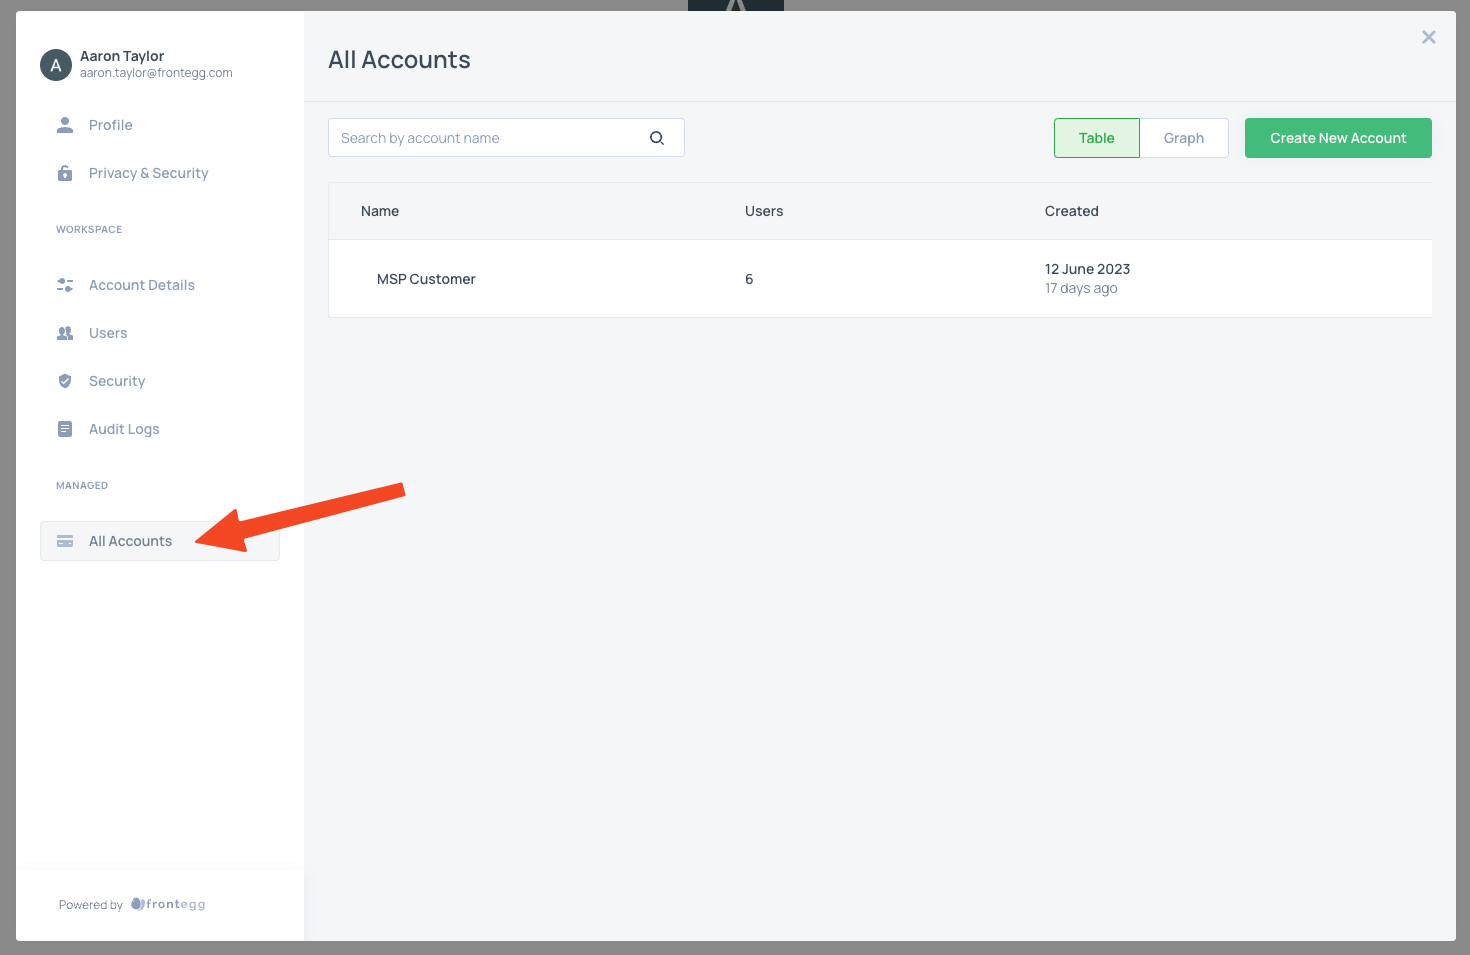 A
Aaron Taylor
aaron.taylor@frontegg.com
Profile
Privacy & Security
WORKSPACE
Account Details
Users
Security
Audit Logs
MANAGED
All Accounts
Powered by frontegg
All Accounts
Search by account name
Table
Graph
Create New Account
Name
Users
Created
MSP Customer
6
12 June 2023
17 days ago